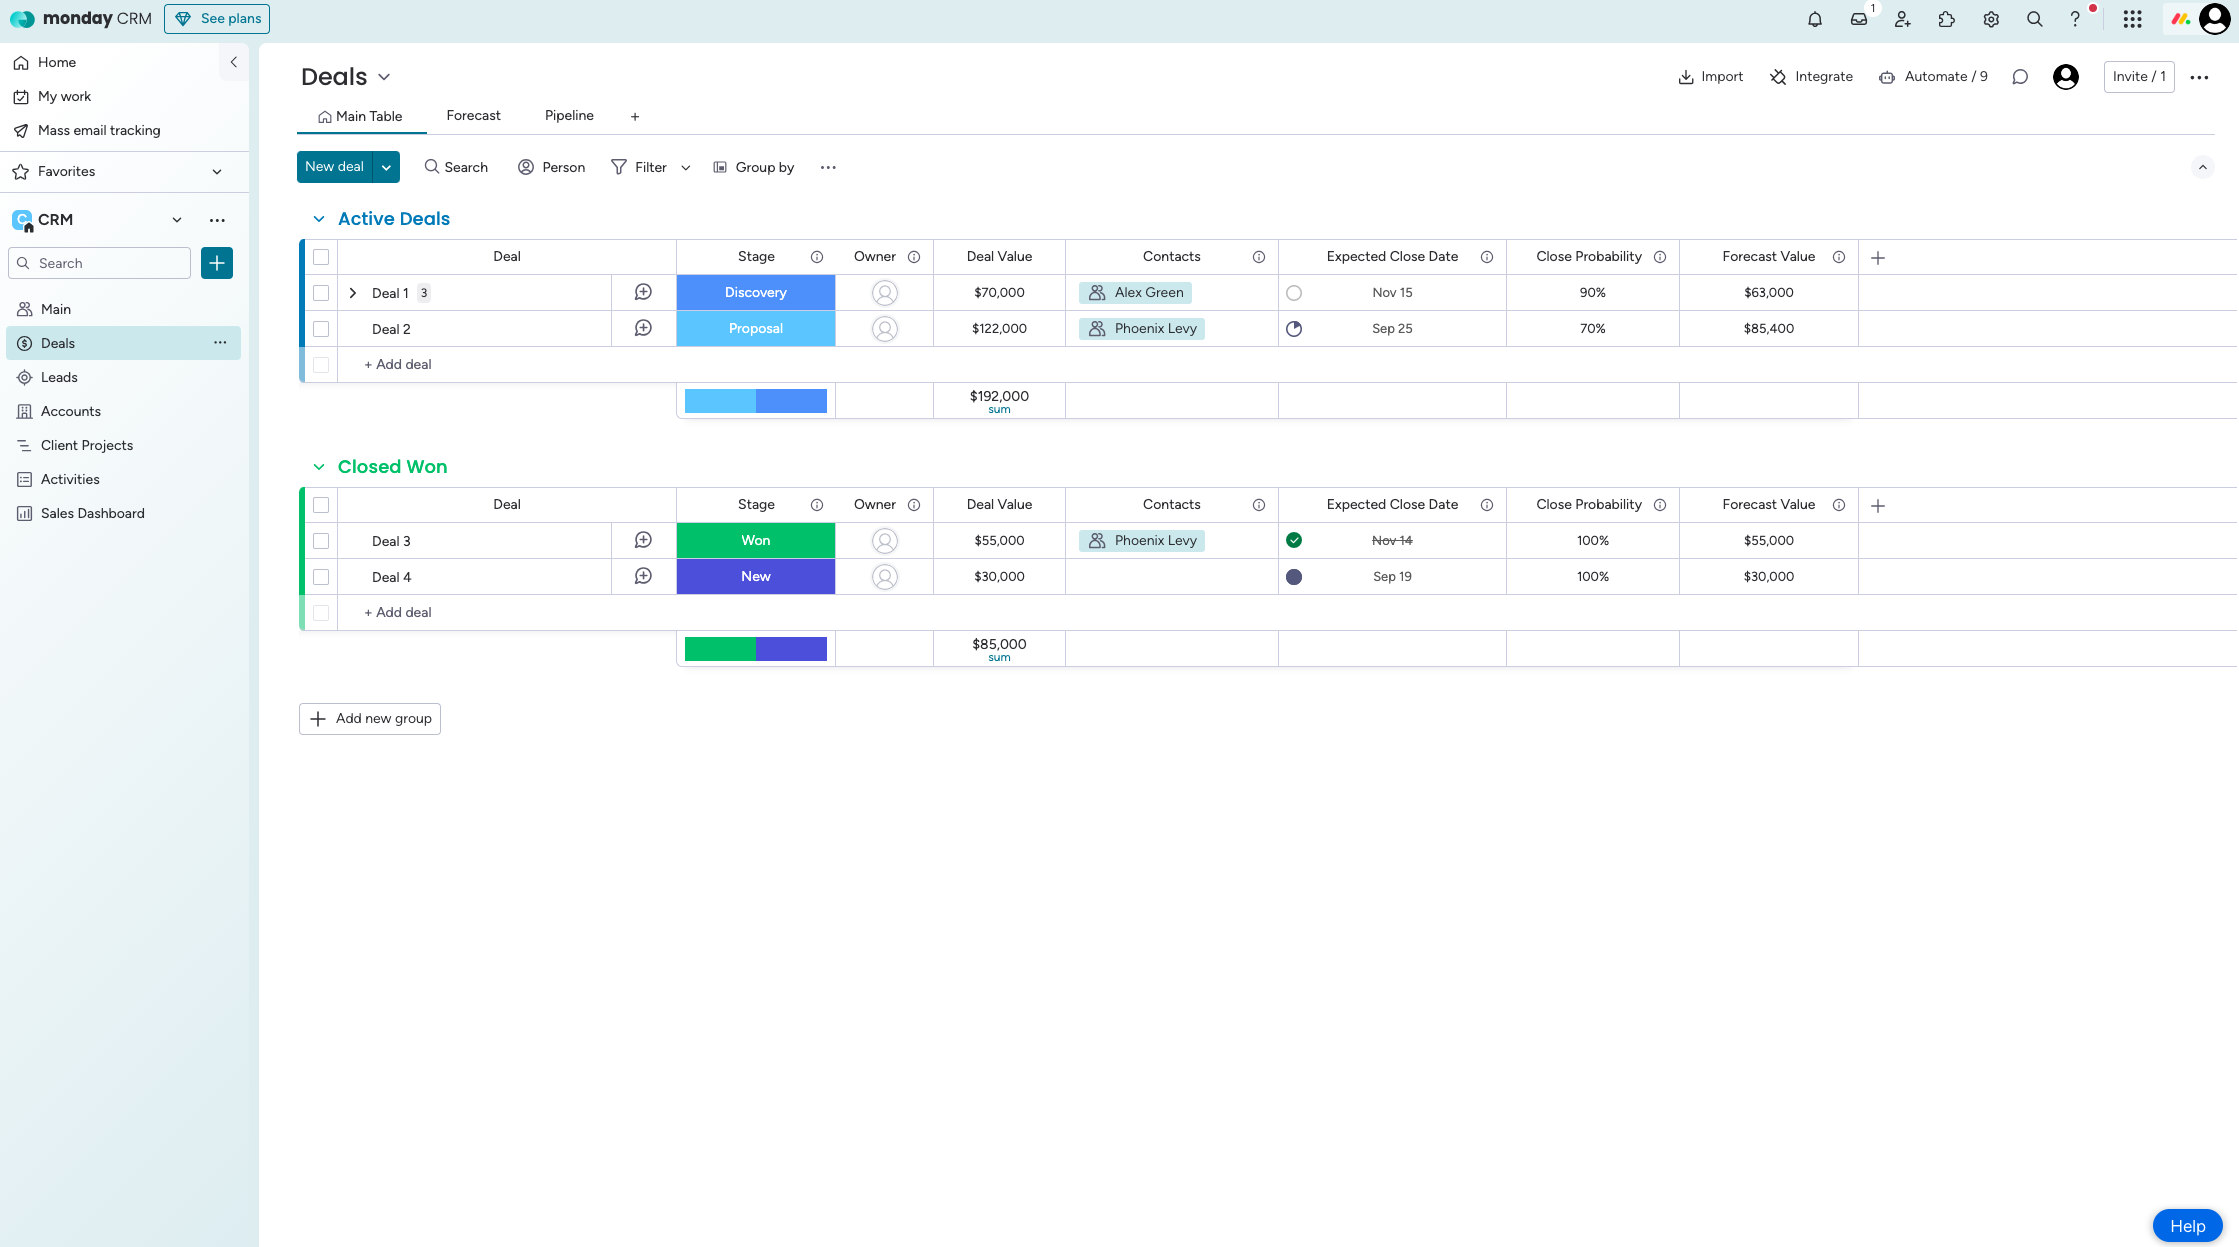 monday CRM
See plans
1
Home
My work
Mass email tracking
Favorites
C CRM
Search
Main
Deals
Leads
Accounts
Client Projects
Activities
Sales Dashboard
Deals
Import
Integrate
Automate / 9
Invite / 1
Main Table
Forecast
Pipeline
+
New deal
Search
Person
Filter
Group by
Active Deals
Deal Stage Owner Deal Value Contacts Expected Close Date Close Probability Forecast Value
Deal 1 3 Discovery $70,000 Alex Green Nov 15 90% $63,000
Deal 2 Proposal $122,000 Phoenix Levy Sep 25 70% $85,400
+ Add deal
$192,000
sum
Closed Won
Deal Stage Owner Deal Value Contacts Expected Close Date Close Probability Forecast Value
Deal 3 Won $55,000 Phoenix Levy Nov 14 100% $55,000
Deal 4 New $30,000 Sep 19 100% $30,000
+ Add deal
$85,000
sum
Add new group
Help